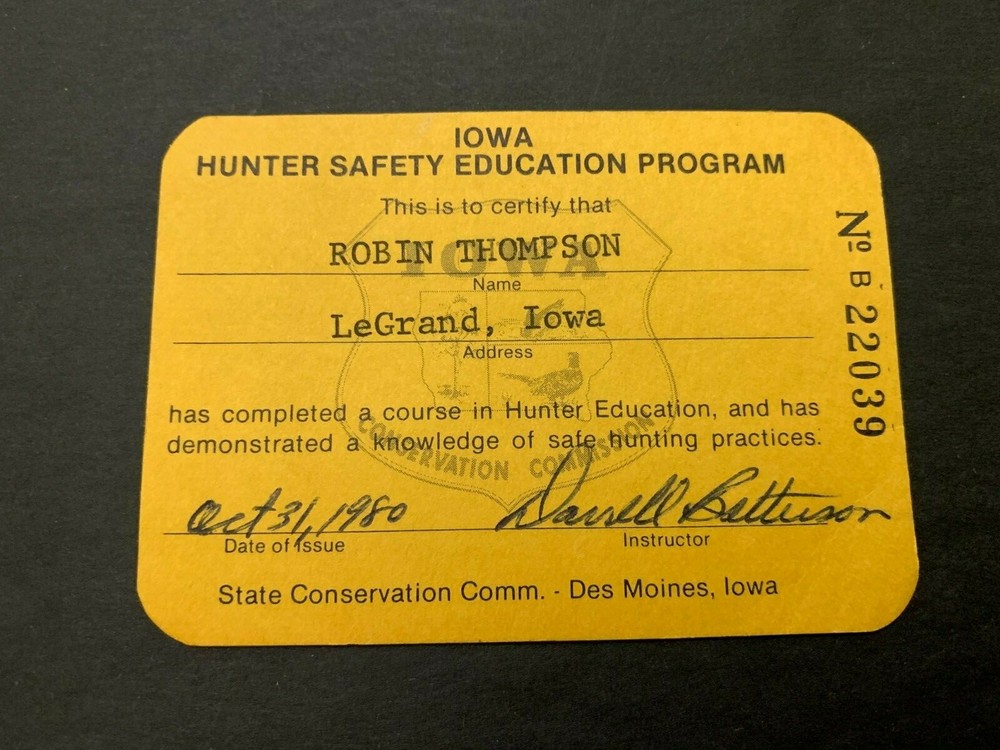 IOWA
HUNTER SAFETY EDUCATION PROGRAM
This is to certify that
ROBIN THOMPSON
Name
LeGrand, Iowa
Address
has completed a course in Hunter Education, and has
demonstrated a knowledge of safe hunting practices.
Oct 31, 1980
Date of Issue
Darrell Batterson
Instructor
State Conservation Comm. - Des Moines, Iowa
Nº B 22039
IOWA
CONSERVATION COMMISSION